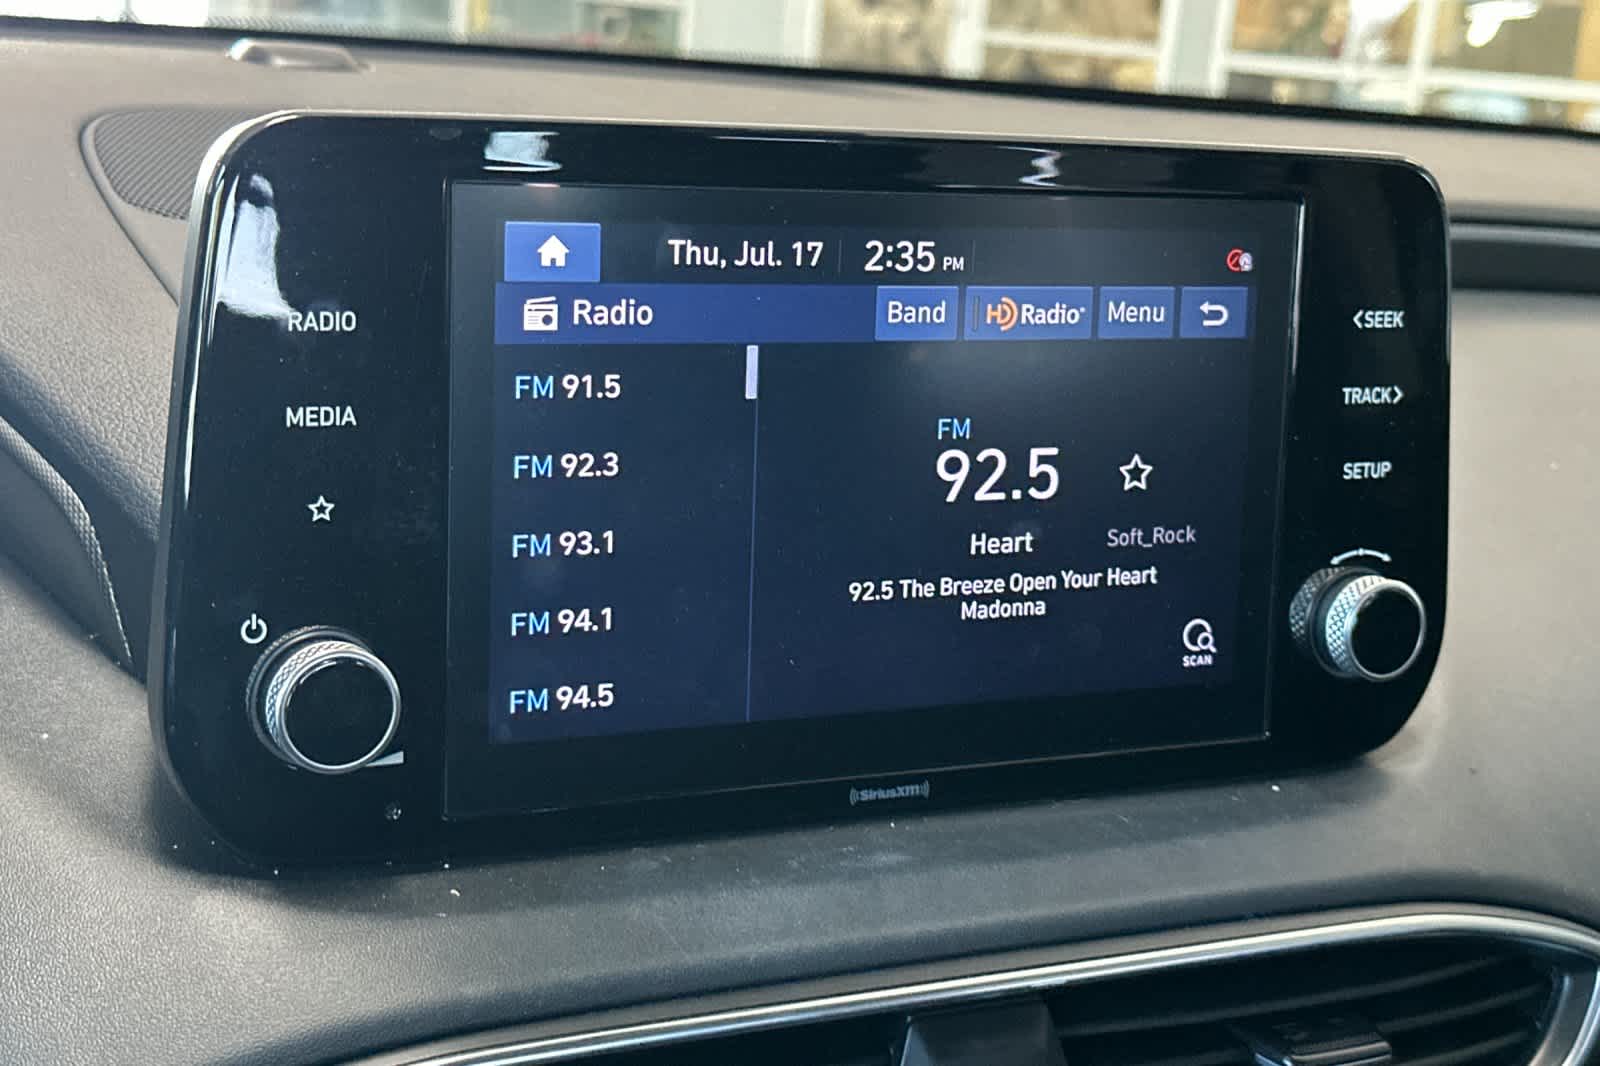 Thu, Jul. 17 2:35 PM
RADIO
Radio
Band
HD Radio
Menu
<SEEK
FM 91.5
TRACK>
MEDIA
FM 92.3
FM
92.5
SETUP
FM 93.1
Heart
Soft_Rock
92.5 The Breeze Open Your Heart
Madonna
FM 94.1
SCAN
FM 94.5
SiriusXM